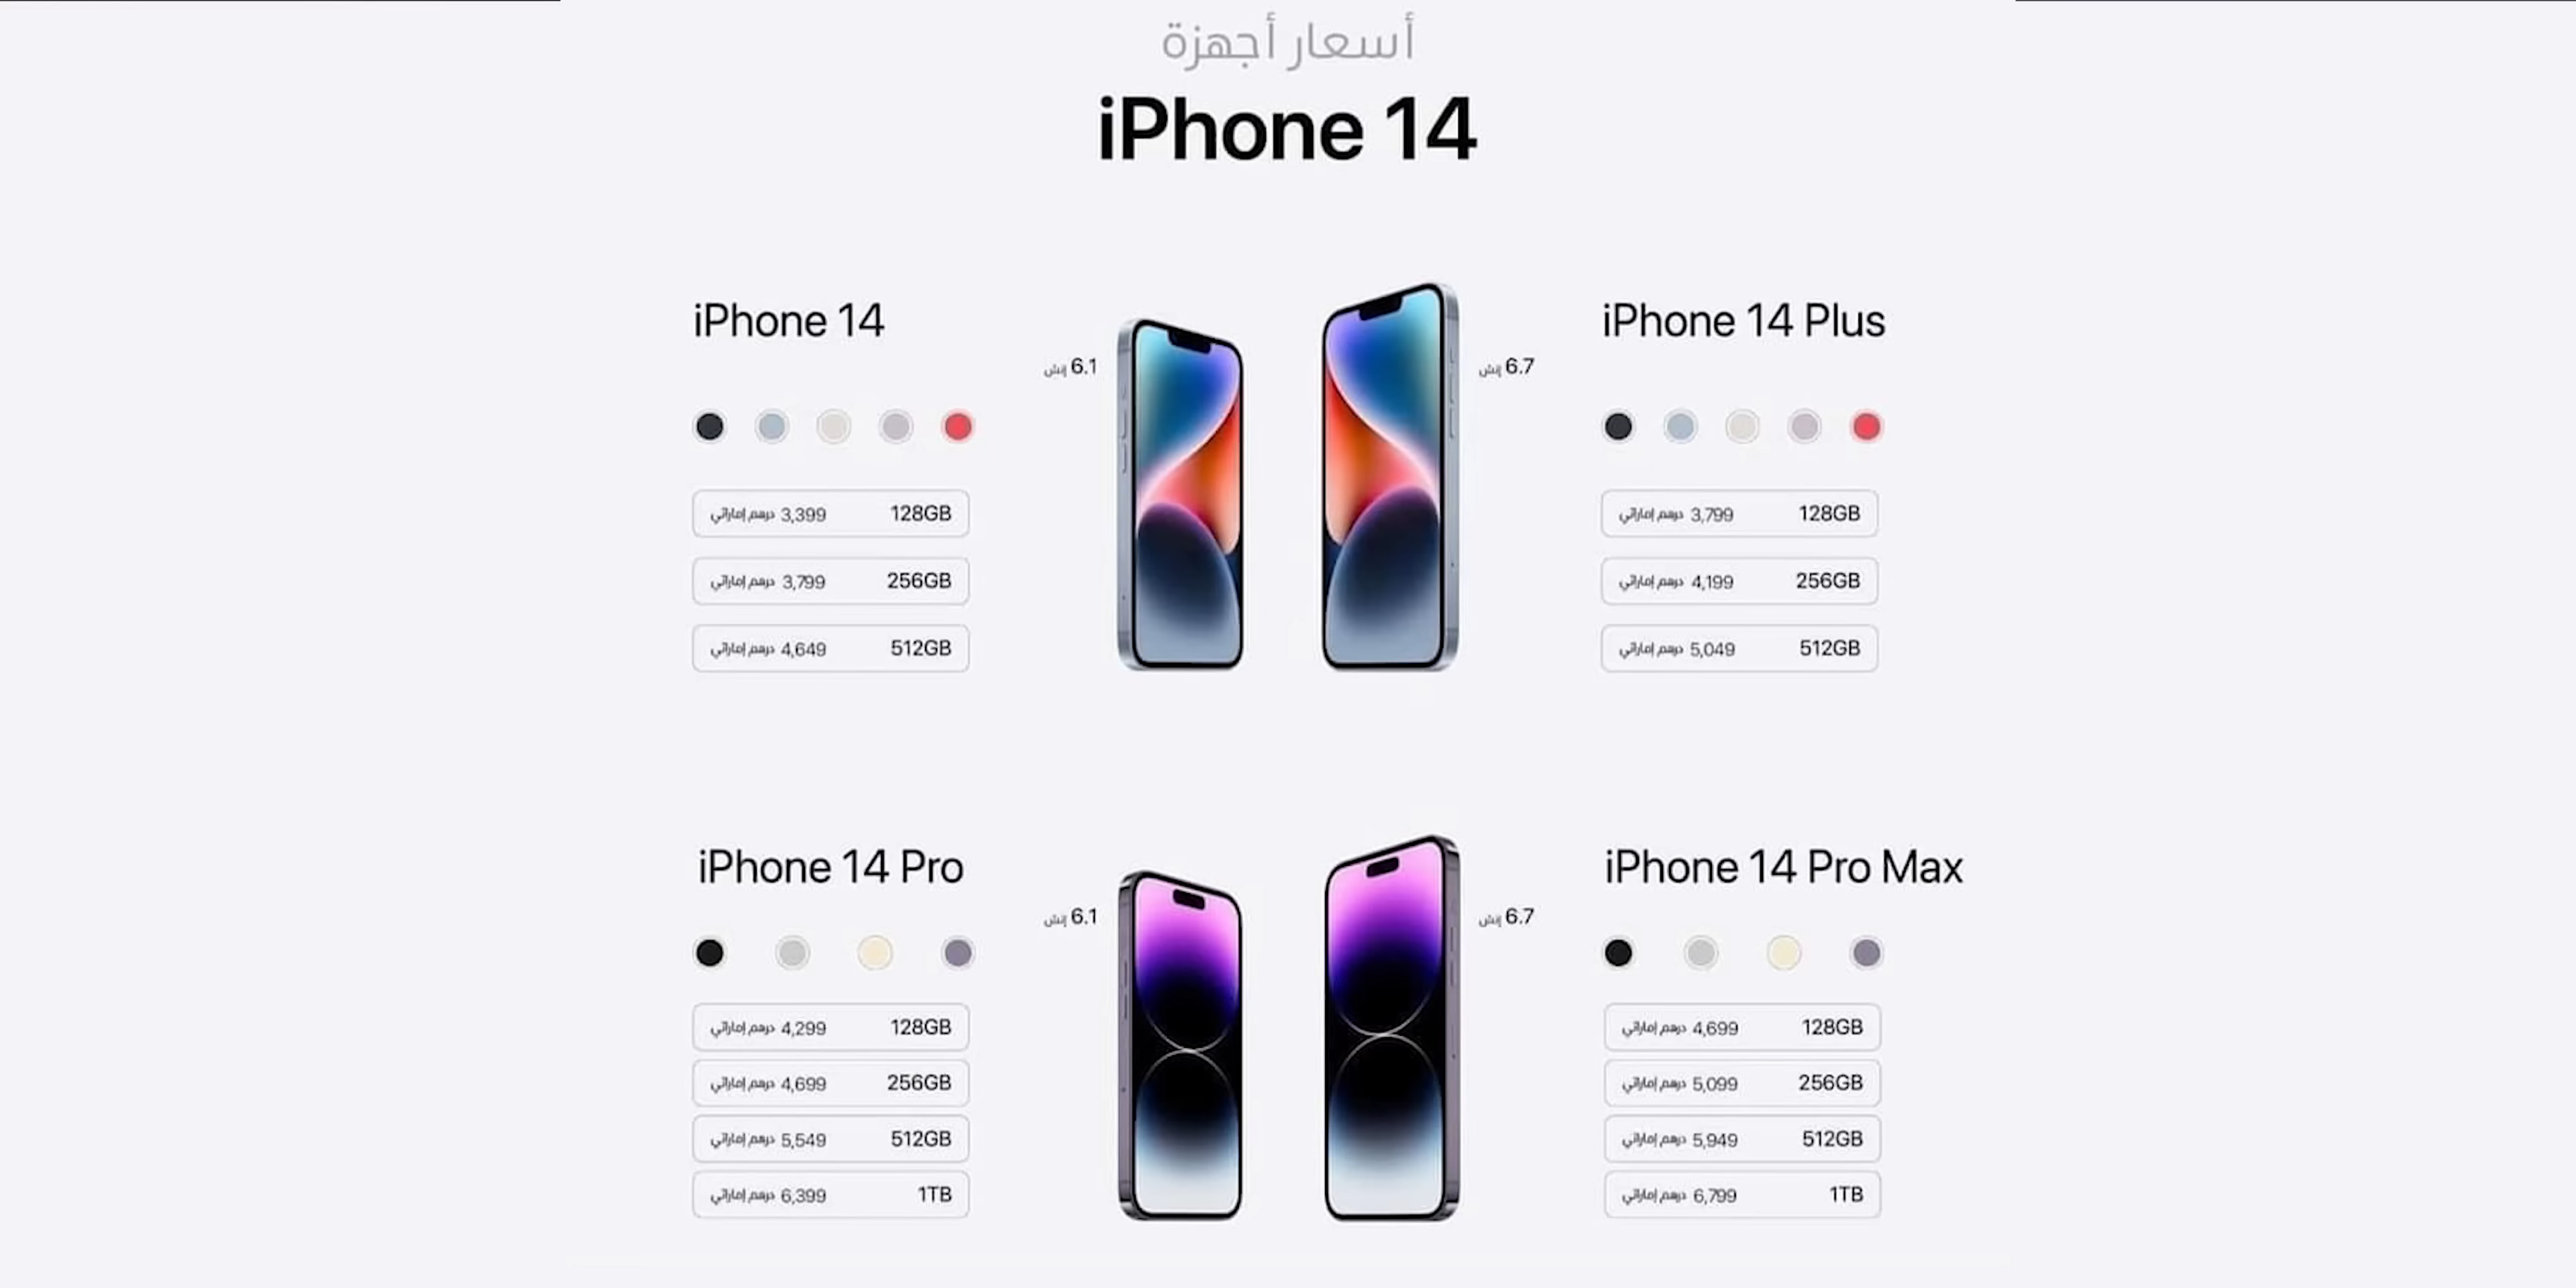 أسعار أجهزة
iPhone 14
iPhone 14
6.1 إنش
128GB 3,399 درهم إماراتي
256GB 3,799 درهم إماراتي
512GB 4,649 درهم إماراتي
iPhone 14 Plus
6.7 إنش
128GB 3,799 درهم إماراتي
256GB 4,199 درهم إماراتي
512GB 5,049 درهم إماراتي
iPhone 14 Pro
6.1 إنش
128GB 4,299 درهم إماراتي
256GB 4,699 درهم إماراتي
512GB 5,549 درهم إماراتي
1TB 6,399 درهم إماراتي
iPhone 14 Pro Max
6.7 إنش
128GB 4,699 درهم إماراتي
256GB 5,099 درهم إماراتي
512GB 5,949 درهم إماراتي
1TB 6,799 درهم إماراتي